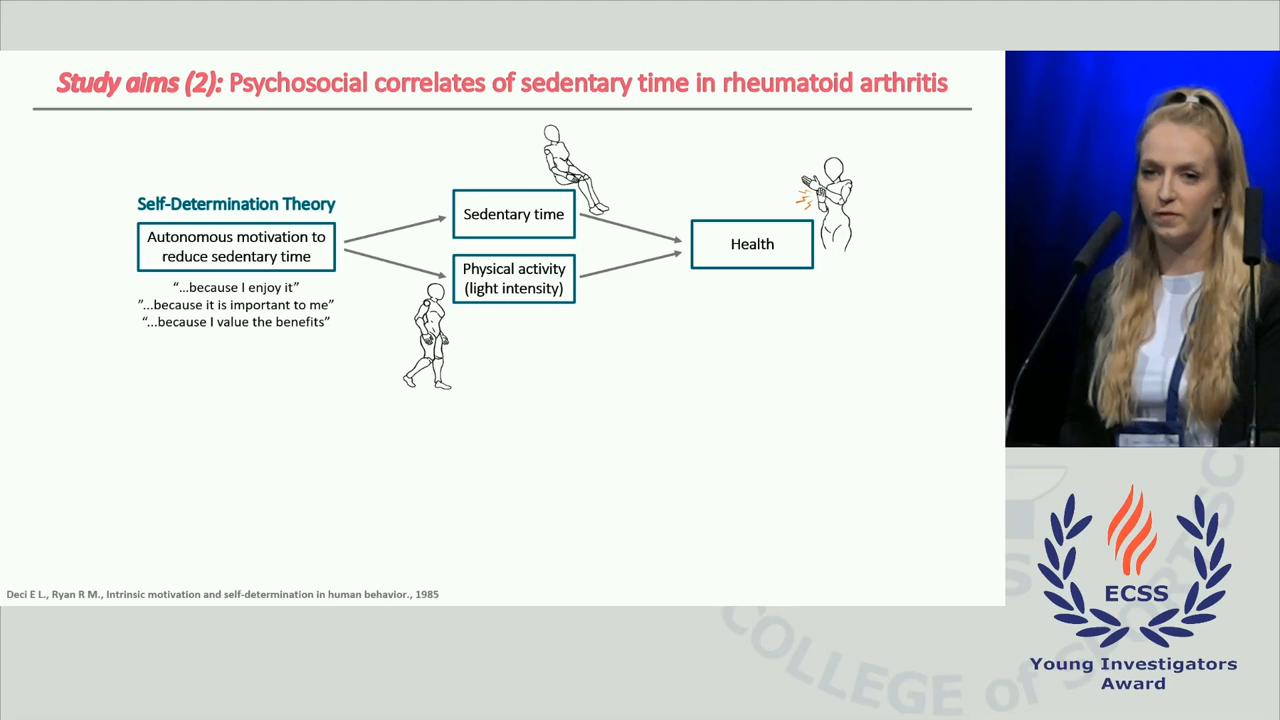 Study aims (2): Psychosocial correlates of sedentary time in rheumatoid arthritis
Self-Determination Theory
Autonomous motivation to
reduce sedentary time
“...because I enjoy it”
”...because it is important to me”
“...because I value the benefits”
Sedentary time
Physical activity
(light intensity)
Health
Deci E L., Ryan R M., Intrinsic motivation and self-determination in human behavior., 1985
ECSS
Young Investigators
Award
COLLEGE of